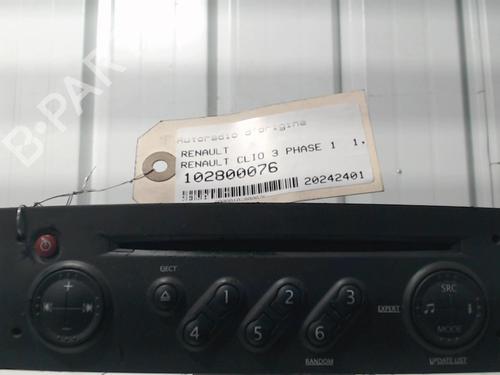 B-PAR
Autoradio d'origine
RENAULT
RENAULT CLIO 3 PHASE 1 1.
102800076
20242401
EJECT
1
2
3
4
5
6
RANDOM
EXPERT
SRC
MODE
UPDATE LIST
+
-